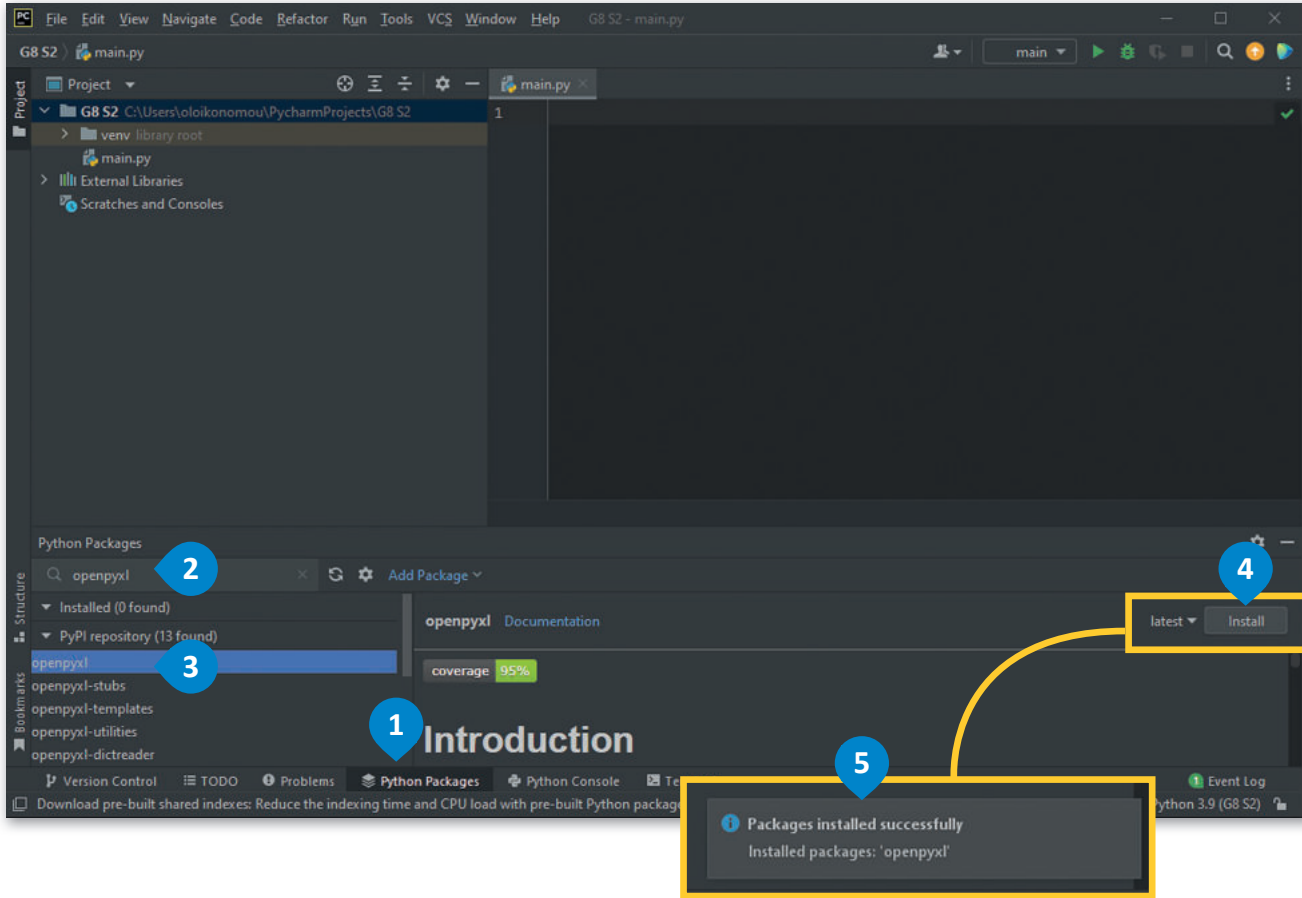 PC File Edit View Navigate Code Refactor Run Tools VCS Window Help G8 S2 - main.py
G8 S2 main.py main
Project Project main.py
G8 S2 C:\Users\oloikonomou\PycharmProjects\G8 S2 1
venv library root
main.py
External Libraries
Scratches and Consoles
Python Packages
openpyxl 2 Add Package 4
Structure
Installed (0 found)
openpyxl Documentation latest Install
PyPI repository (13 found)
openpyxl 3 coverage 95%
Bookmarks
openpyxl-stubs
openpyxl-templates
openpyxl-utilities 1 Introduction
openpyxl-dictreader 5
Version Control TODO Problems Python Packages Python Console Te 1 Event Log
Download pre-built shared indexes: Reduce the indexing time and CPU load with pre-built Python package ython 3.9 (G8 S2)
Packages installed successfully
Installed packages: 'openpyxl'